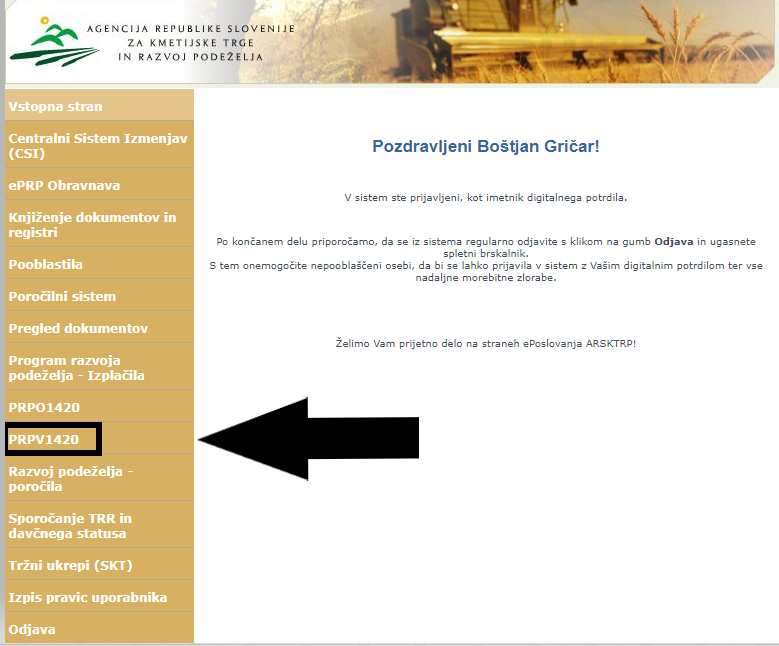 AGENCIJA REPUBLIKE SLOVENIJE
ZA KMETIJSKE TRGE
IN RAZVOJ PODEŽELJA
Vstopna stran
Centralni Sistem Izmenjav
(CSI)
ePRP Obravnava
Knjiženje dokumentov in
registri
Pooblastila
Poročilni sistem
Pregled dokumentov
Program razvoja
podeželja - Izplačila
PRPO1420
PRPV1420
Razvoj podeželja -
poročila
Sporočanje TRR in
davčnega statusa
Tržni ukrepi (SKT)
Izpis pravic uporabnika
Odjava
Pozdravljeni Boštjan Gričar!
V sistem ste prijavljeni, kot imetnik digitalnega potrdila.
Po končanem delu priporočamo, da se iz sistema regularno odjavite s klikom na gumb Odjava in ugasnete
spletni brskalnik.
S tem onemogočite nepooblaščeni osebi, da bi se lahko prijavila v sistem z Vašim digitalnim potrdilom ter vse
nadaljne morebitne zlorabe.
Želimo Vam prijetno delo na straneh ePoslovanja ARSKTRP!